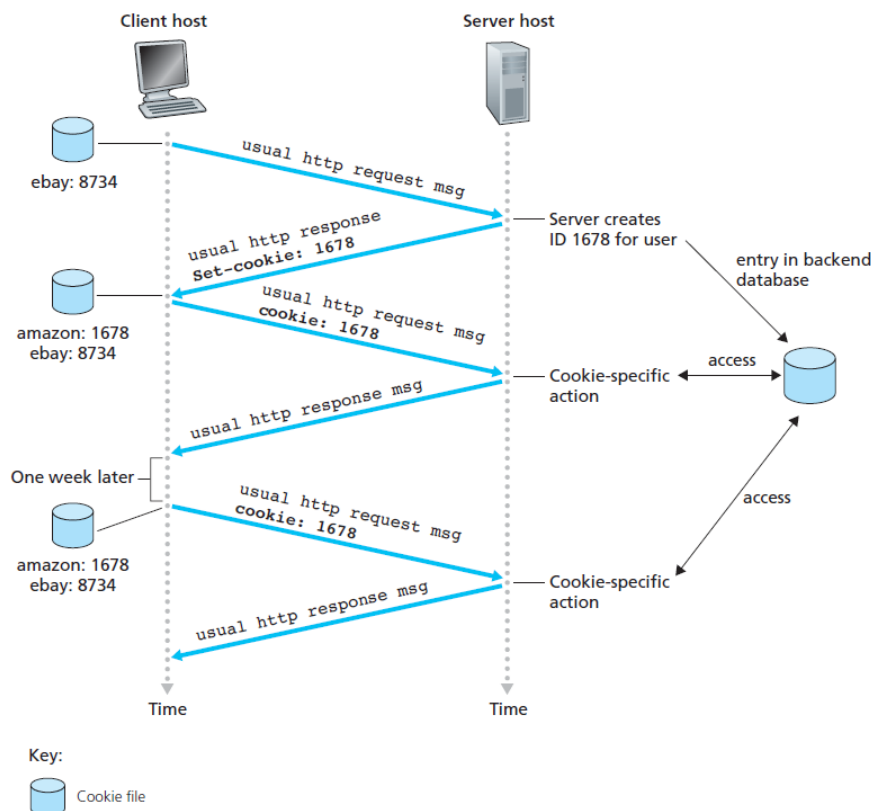 Client host
Server host
ebay: 8734
usual http request msg
Server creates
ID 1678 for user
entry in backend
database
usual http response
Set-cookie: 1678
amazon: 1678
ebay: 8734
usual http request msg
cookie: 1678
Cookie-specific
action
access
usual http response msg
One week later
amazon: 1678
ebay: 8734
usual http request msg
cookie: 1678
access
Cookie-specific
action
usual http response msg
Time
Time
Key:
Cookie file